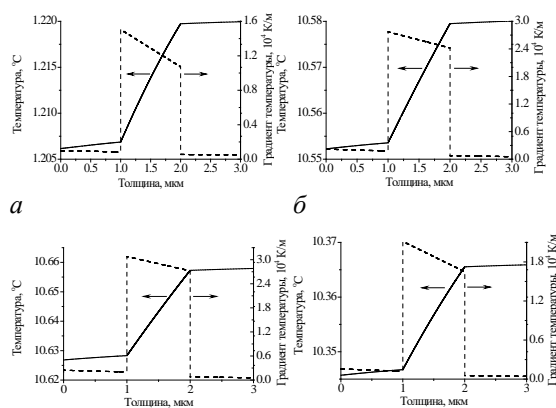 Температура, °C
1.220
1.215
1.210
1.205
1.6
1.2
0.8
0.4
0.0
Градиент температуры, 10⁴ К/м
0.0 0.5 1.0 1.5 2.0 2.5 3.0
Толщина, мкм
а
Температура, °C
10.58
10.57
10.56
10.55
3.0
2.4
1.8
1.2
0.6
0.0
Градиент температуры, 10⁴ К/м
0.0 0.5 1.0 1.5 2.0 2.5 3.0
Толщина, мкм
б
Температура, °C
10.66
10.65
10.64
10.63
10.62
3.0
2.4
1.8
1.2
0.6
0.0
Градиент температуры, 10⁴ К/м
0 1 2 3
Толщина, мкм
Температура, °C
10.37
10.36
10.35
1.8
1.2
0.6
0.0
Градиент температуры, 10⁴ К/м
0 1 2 3
Толщина, мкм